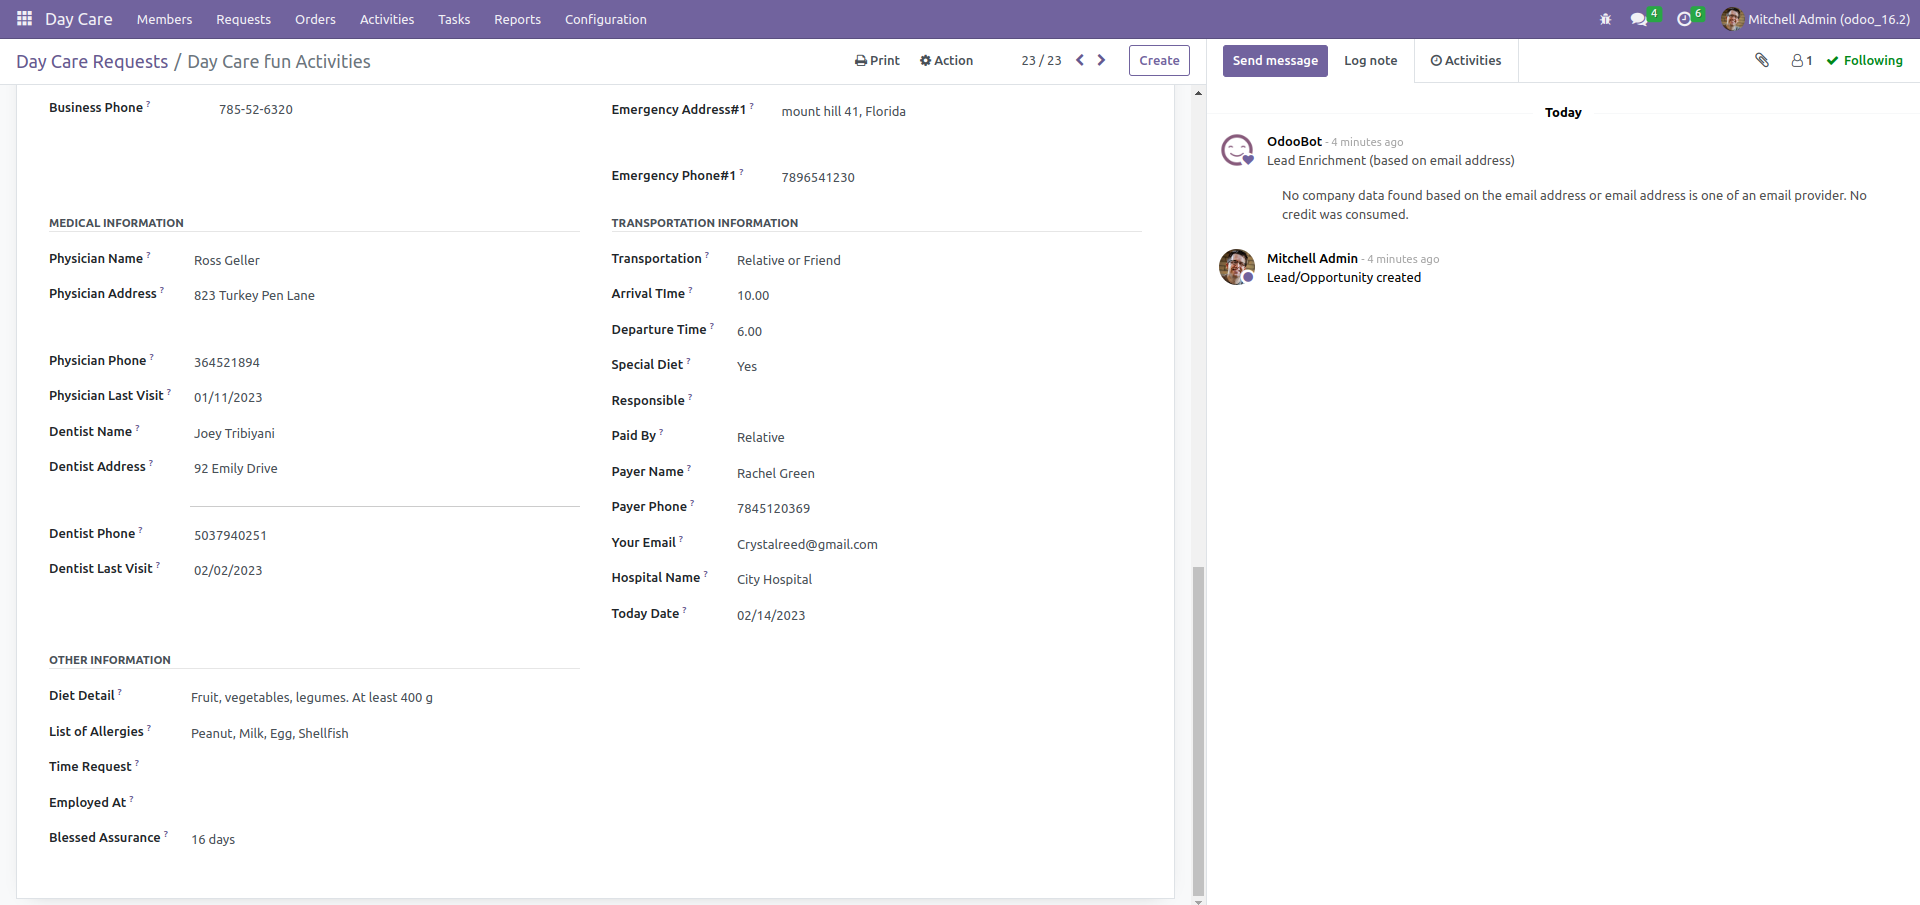 Day Care Members Requests Orders Activities Tasks Reports Configuration 4 6 Mitchell Admin (odoo_16.2)
Day Care Requests / Day Care fun Activities Print Action 23 / 23 Create
Send message Log note Activities 1 Following
Business Phone ? 785-52-6320
Emergency Address#1 ? mount hill 41, Florida
Emergency Phone#1 ? 7896541230
MEDICAL INFORMATION
Physician Name ? Ross Geller
Physician Address ? 823 Turkey Pen Lane
Physician Phone ? 364521894
Physician Last Visit ? 01/11/2023
Dentist Name ? Joey Tribiyani
Dentist Address ? 92 Emily Drive
Dentist Phone ? 5037940251
Dentist Last Visit ? 02/02/2023
TRANSPORTATION INFORMATION
Transportation ? Relative or Friend
Arrival TIme ? 10.00
Departure Time ? 6.00
Special Diet ? Yes
Responsible ?
Paid By ? Relative
Payer Name ? Rachel Green
Payer Phone ? 7845120369
Your Email ? Crystalreed@gmail.com
Hospital Name ? City Hospital
Today Date ? 02/14/2023
OTHER INFORMATION
Diet Detail ? Fruit, vegetables, legumes. At least 400 g
List of Allergies ? Peanut, Milk, Egg, Shellfish
Time Request ?
Employed At ?
Blessed Assurance ? 16 days
Today
OdooBot - 4 minutes ago
Lead Enrichment (based on email address)
No company data found based on the email address or email address is one of an email provider. No
credit was consumed.
Mitchell Admin - 4 minutes ago
Lead/Opportunity created